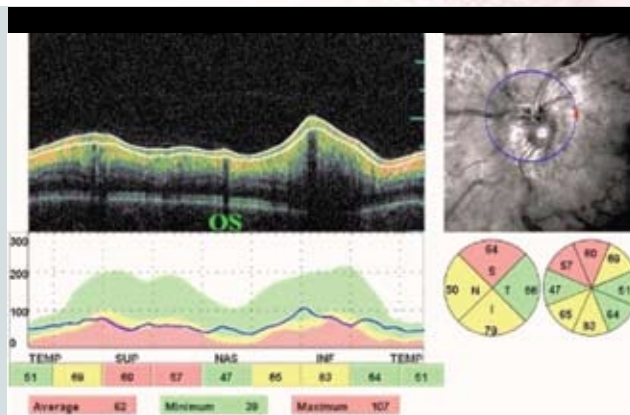 OS
300
200
100
0
TEMP SUP NAS INF TEMP
51 69 60 57 47 65 83 64 51
Average 62 Minimum 39 Maximum 107
64
S
50 N T 56
I
79
60
57 69
47 51
65 64
83